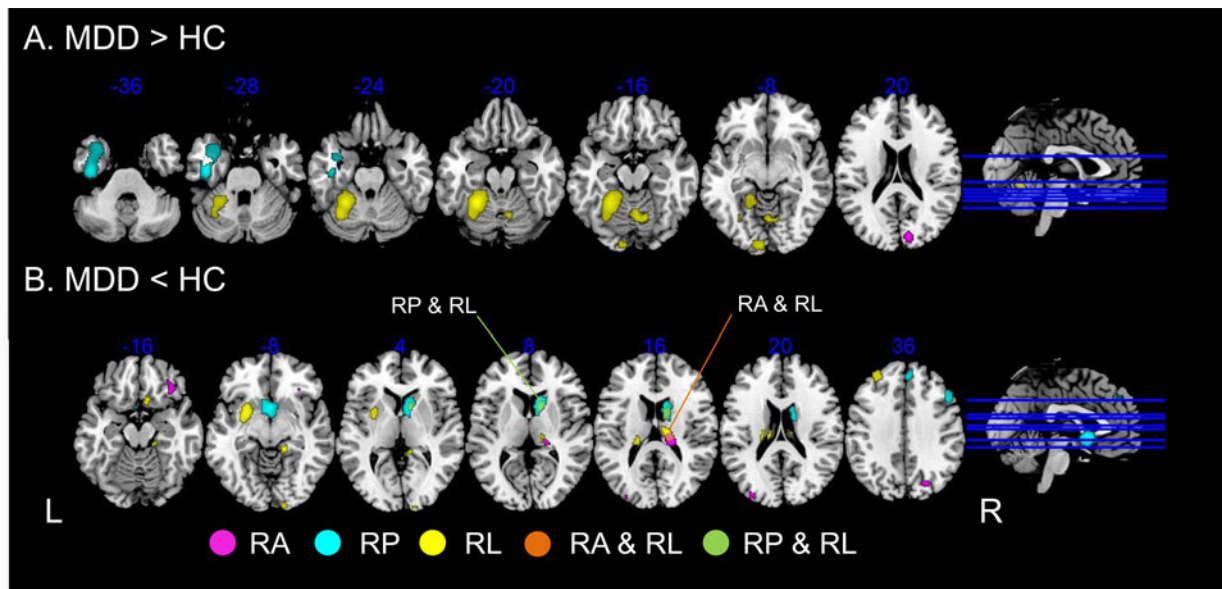 A. MDD > HC
-36 -28 -24 -20 -16 -8 20
B. MDD < HC
RP & RL RA & RL
-16 -8 4 8 16 20 36
L R
RA RP RL RA & RL RP & RL